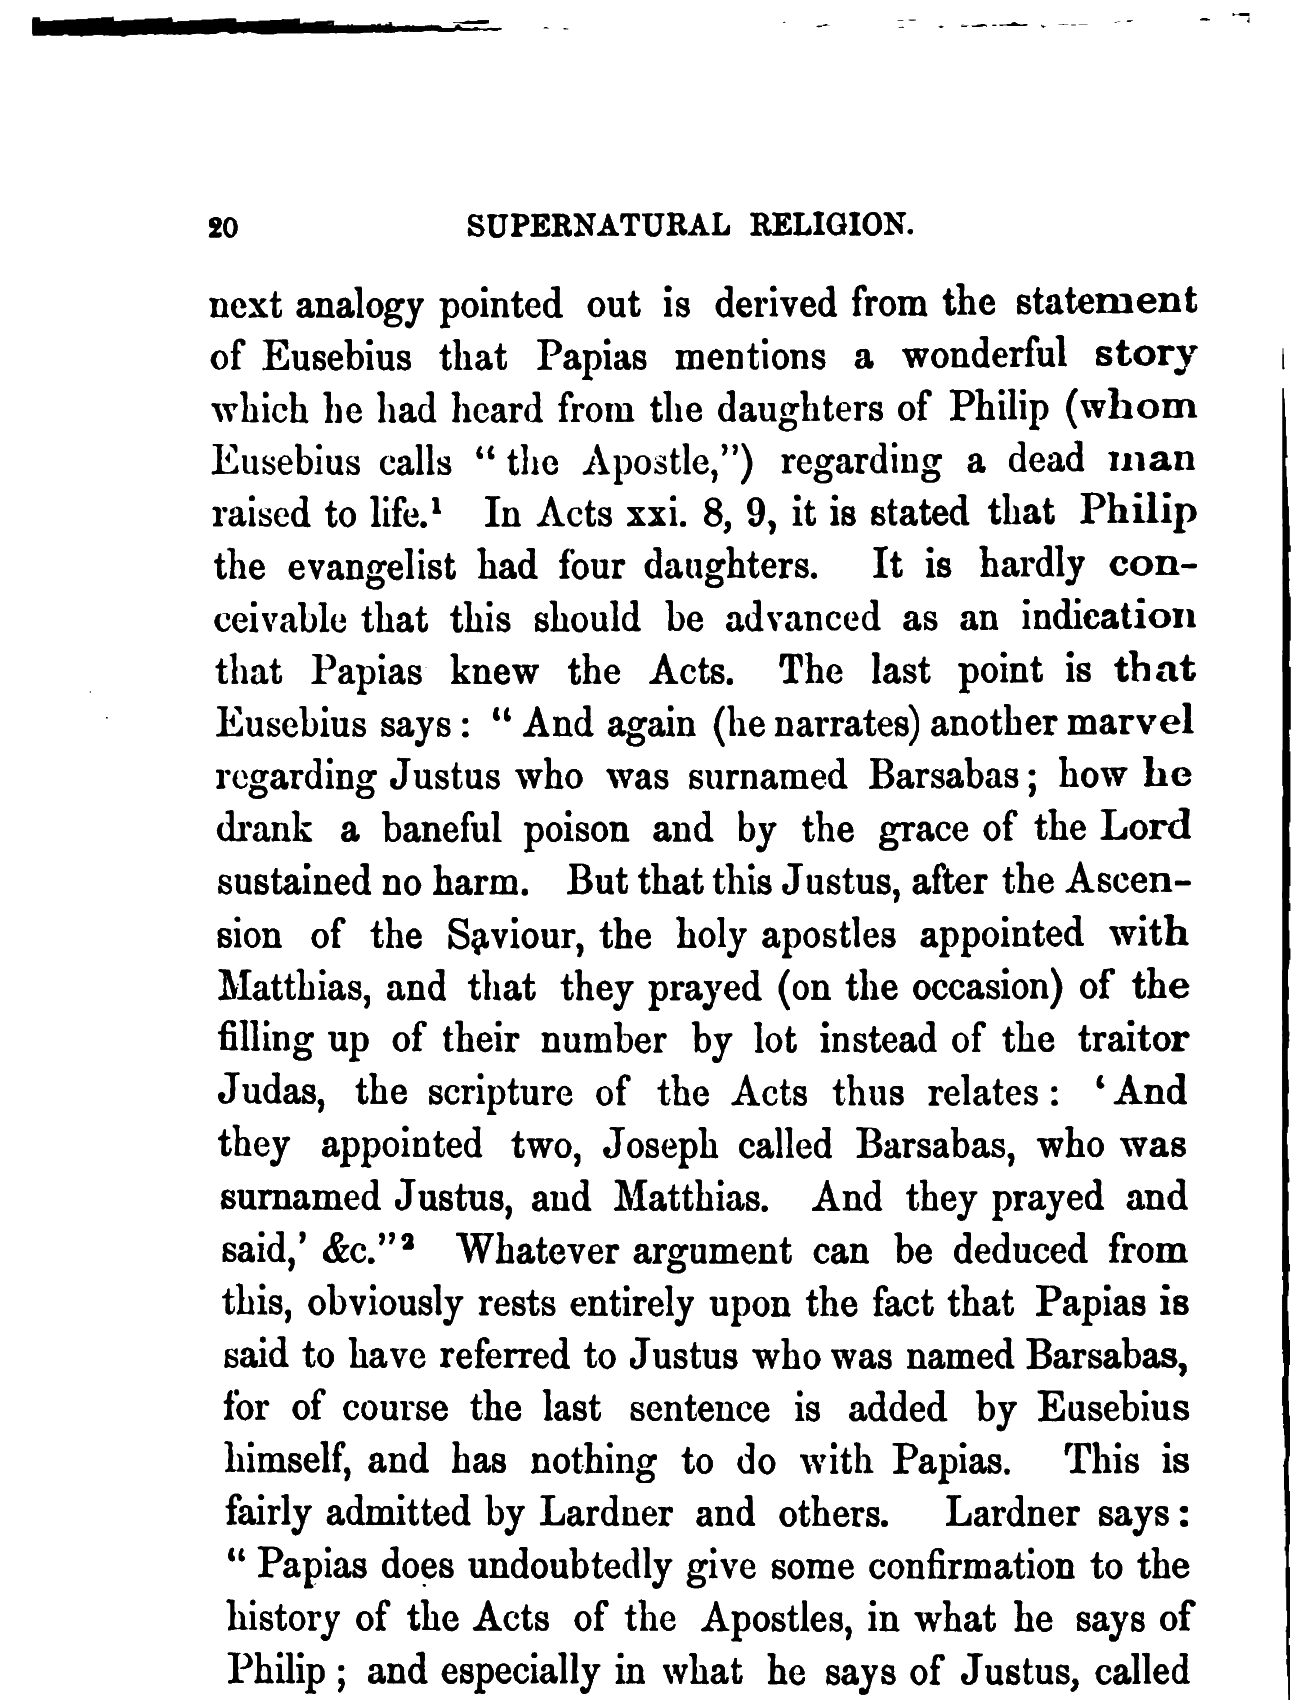 20 SUPERNATURAL RELIGION.
next analogy pointed out is derived from the statement
of Eusebius that Papias mentions a wonderful story
which he had heard from the daughters of Philip (whom
Eusebius calls “ the Apostle,”) regarding a dead man
raised to life.¹ In Acts xxi. 8, 9, it is stated that Philip
the evangelist had four daughters. It is hardly con-
ceivable that this should be advanced as an indication
that Papias knew the Acts. The last point is that
Eusebius says : “ And again (he narrates) another marvel
regarding Justus who was surnamed Barsabas ; how he
drank a baneful poison and by the grace of the Lord
sustained no harm. But that this Justus, after the Ascen-
sion of the Saviour, the holy apostles appointed with
Matthias, and that they prayed (on the occasion) of the
filling up of their number by lot instead of the traitor
Judas, the scripture of the Acts thus relates : ‘ And
they appointed two, Joseph called Barsabas, who was
surnamed Justus, and Matthias. And they prayed and
said,’ &c.”² Whatever argument can be deduced from
this, obviously rests entirely upon the fact that Papias is
said to have referred to Justus who was named Barsabas,
for of course the last sentence is added by Eusebius
himself, and has nothing to do with Papias. This is
fairly admitted by Lardner and others. Lardner says :
“ Papias does undoubtedly give some confirmation to the
history of the Acts of the Apostles, in what he says of
Philip ; and especially in what he says of Justus, called